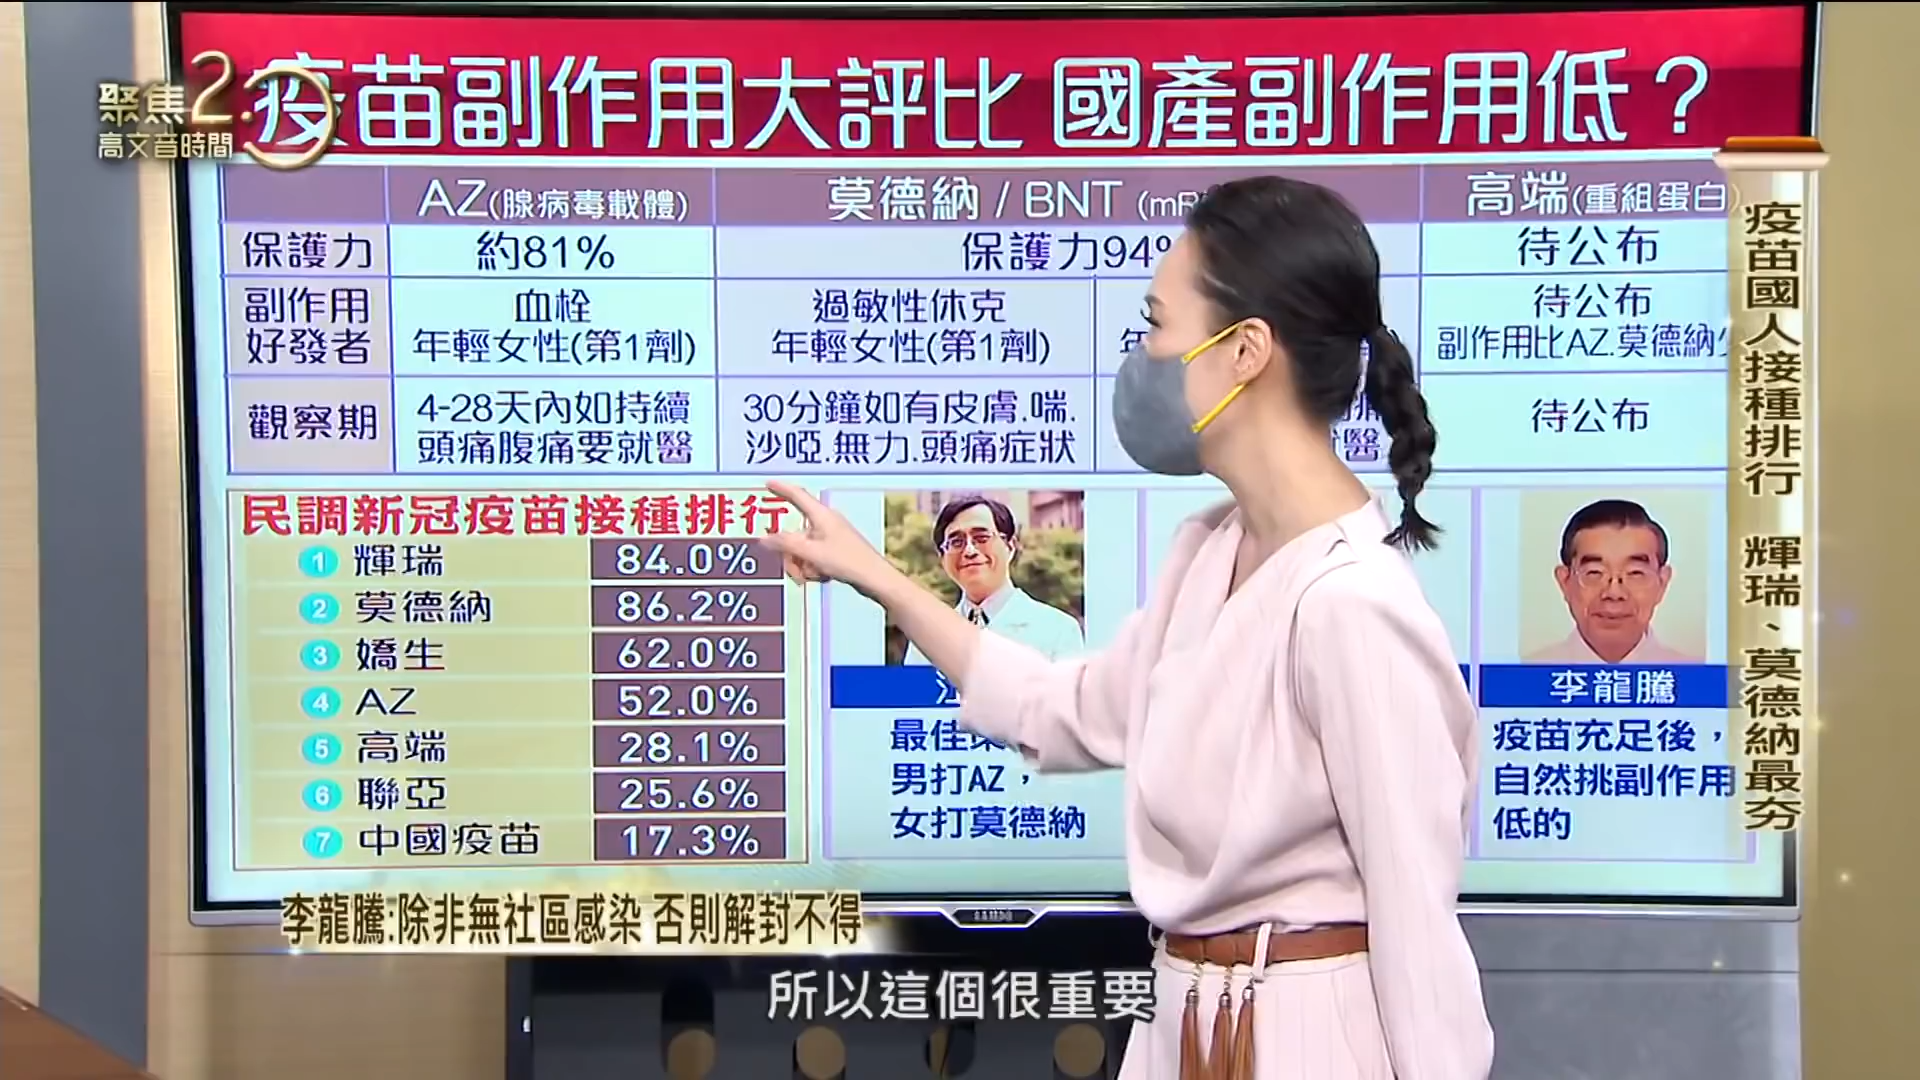 聚焦2.0
高文音時間
疫苗副作用大評比 國產副作用低？
AZ(腺病毒載體)
莫德納 / BNT (mR
高端(重組蛋白)
保護力
約81%
保護力94%
待公布
副作用
好發者
血栓
年輕女性(第1劑)
過敏性休克
年輕女性(第1劑)
待公布
副作用比AZ.莫德納少
觀察期
4-28天內如持續
頭痛腹痛要就醫
30分鐘如有皮膚.喘.
沙啞.無力.頭痛症狀
醫
待公布
民調新冠疫苗接種排行
1 輝瑞 84.0%
2 莫德納 86.2%
3 嬌生 62.0%
4 AZ 52.0%
5 高端 28.1%
6 聯亞 25.6%
7 中國疫苗 17.3%
最佳
男打AZ，
女打莫德納
李龍騰
疫苗充足後，
自然挑副作用
低的
疫苗國人接種排行 輝瑞、莫德納最夯
李龍騰:除非無社區感染 否則解封不得
所以這個很重要